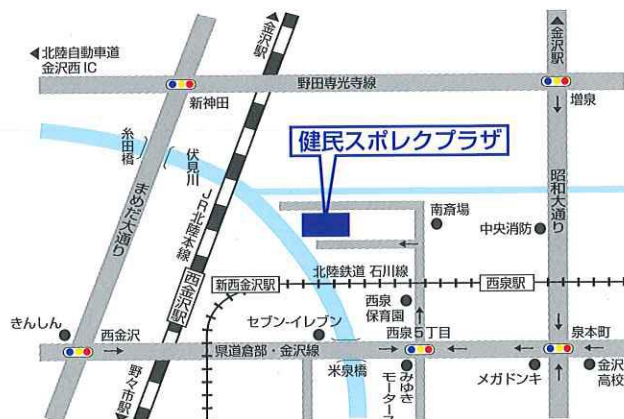 ▲金沢駅
▲金沢駅
◀北陸自動車道
金沢西IC
野田専光寺線
新神田
増泉
糸田橋
伏見川
健民スポレクプラザ
まめだ大通り
JR北陸本線
昭和大通り
南斎場
中央消防
北陸鉄道 石川線
西金沢駅
新西金沢駅
西泉駅
西泉
保育園
きんしん
西金沢
セブン-イレブン
西泉5丁目
泉本町
県道倉部・金沢線
米泉橋
みゆき
モータース
メガドンキ
金沢
高校
野々市駅▼